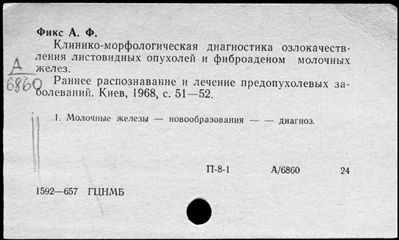 Фикс А. Ф.
Клинико-морфологическая диагностика озлокачеств-
ления листовидных опухолей и фиброаденом молочных
желез.
Д
6860
Раннее распознавание и лечение предопухолевых за-
болеваний. Киев, 1968, с. 51—52.
1. Молочные железы — новообразования — — диагноз.
П-8-1 А/6860 24
1592—657 ГЦНМБ